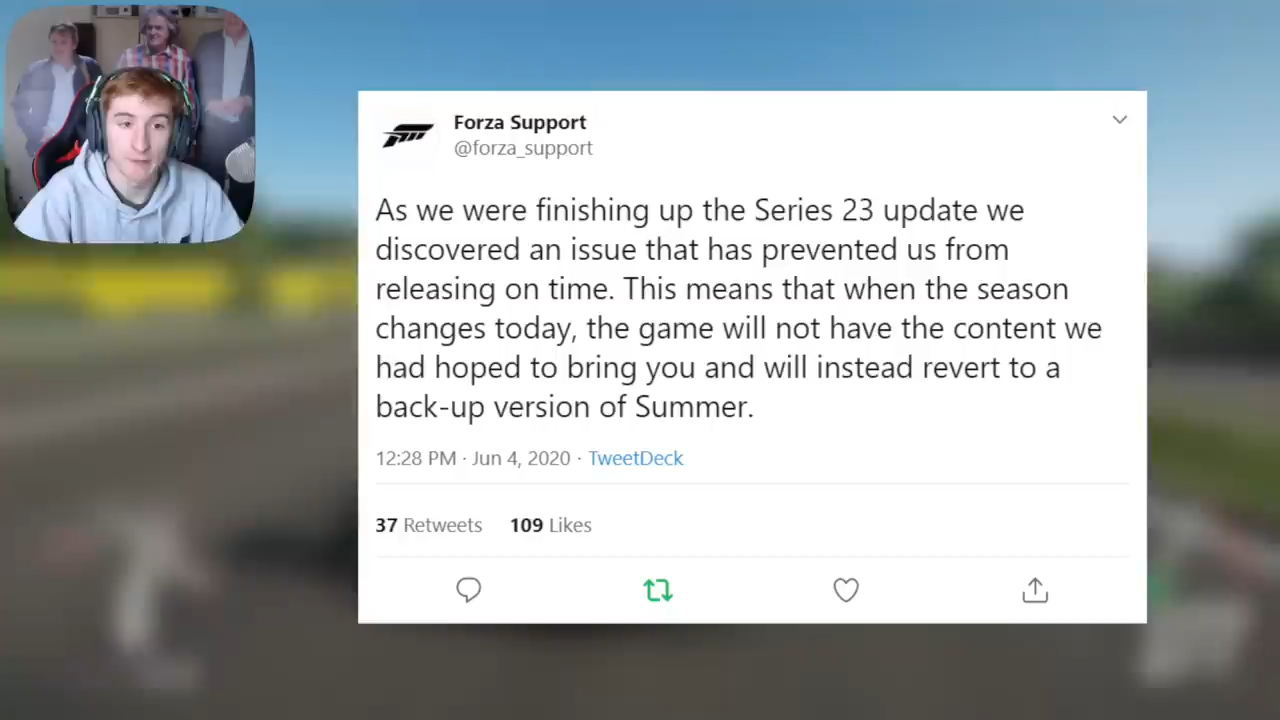 Forza Support
@forza_support
As we were finishing up the Series 23 update we
discovered an issue that has prevented us from
releasing on time. This means that when the season
changes today, the game will not have the content we
had hoped to bring you and will instead revert to a
back-up version of Summer.
12:28 PM · Jun 4, 2020 · TweetDeck
37 Retweets 109 Likes